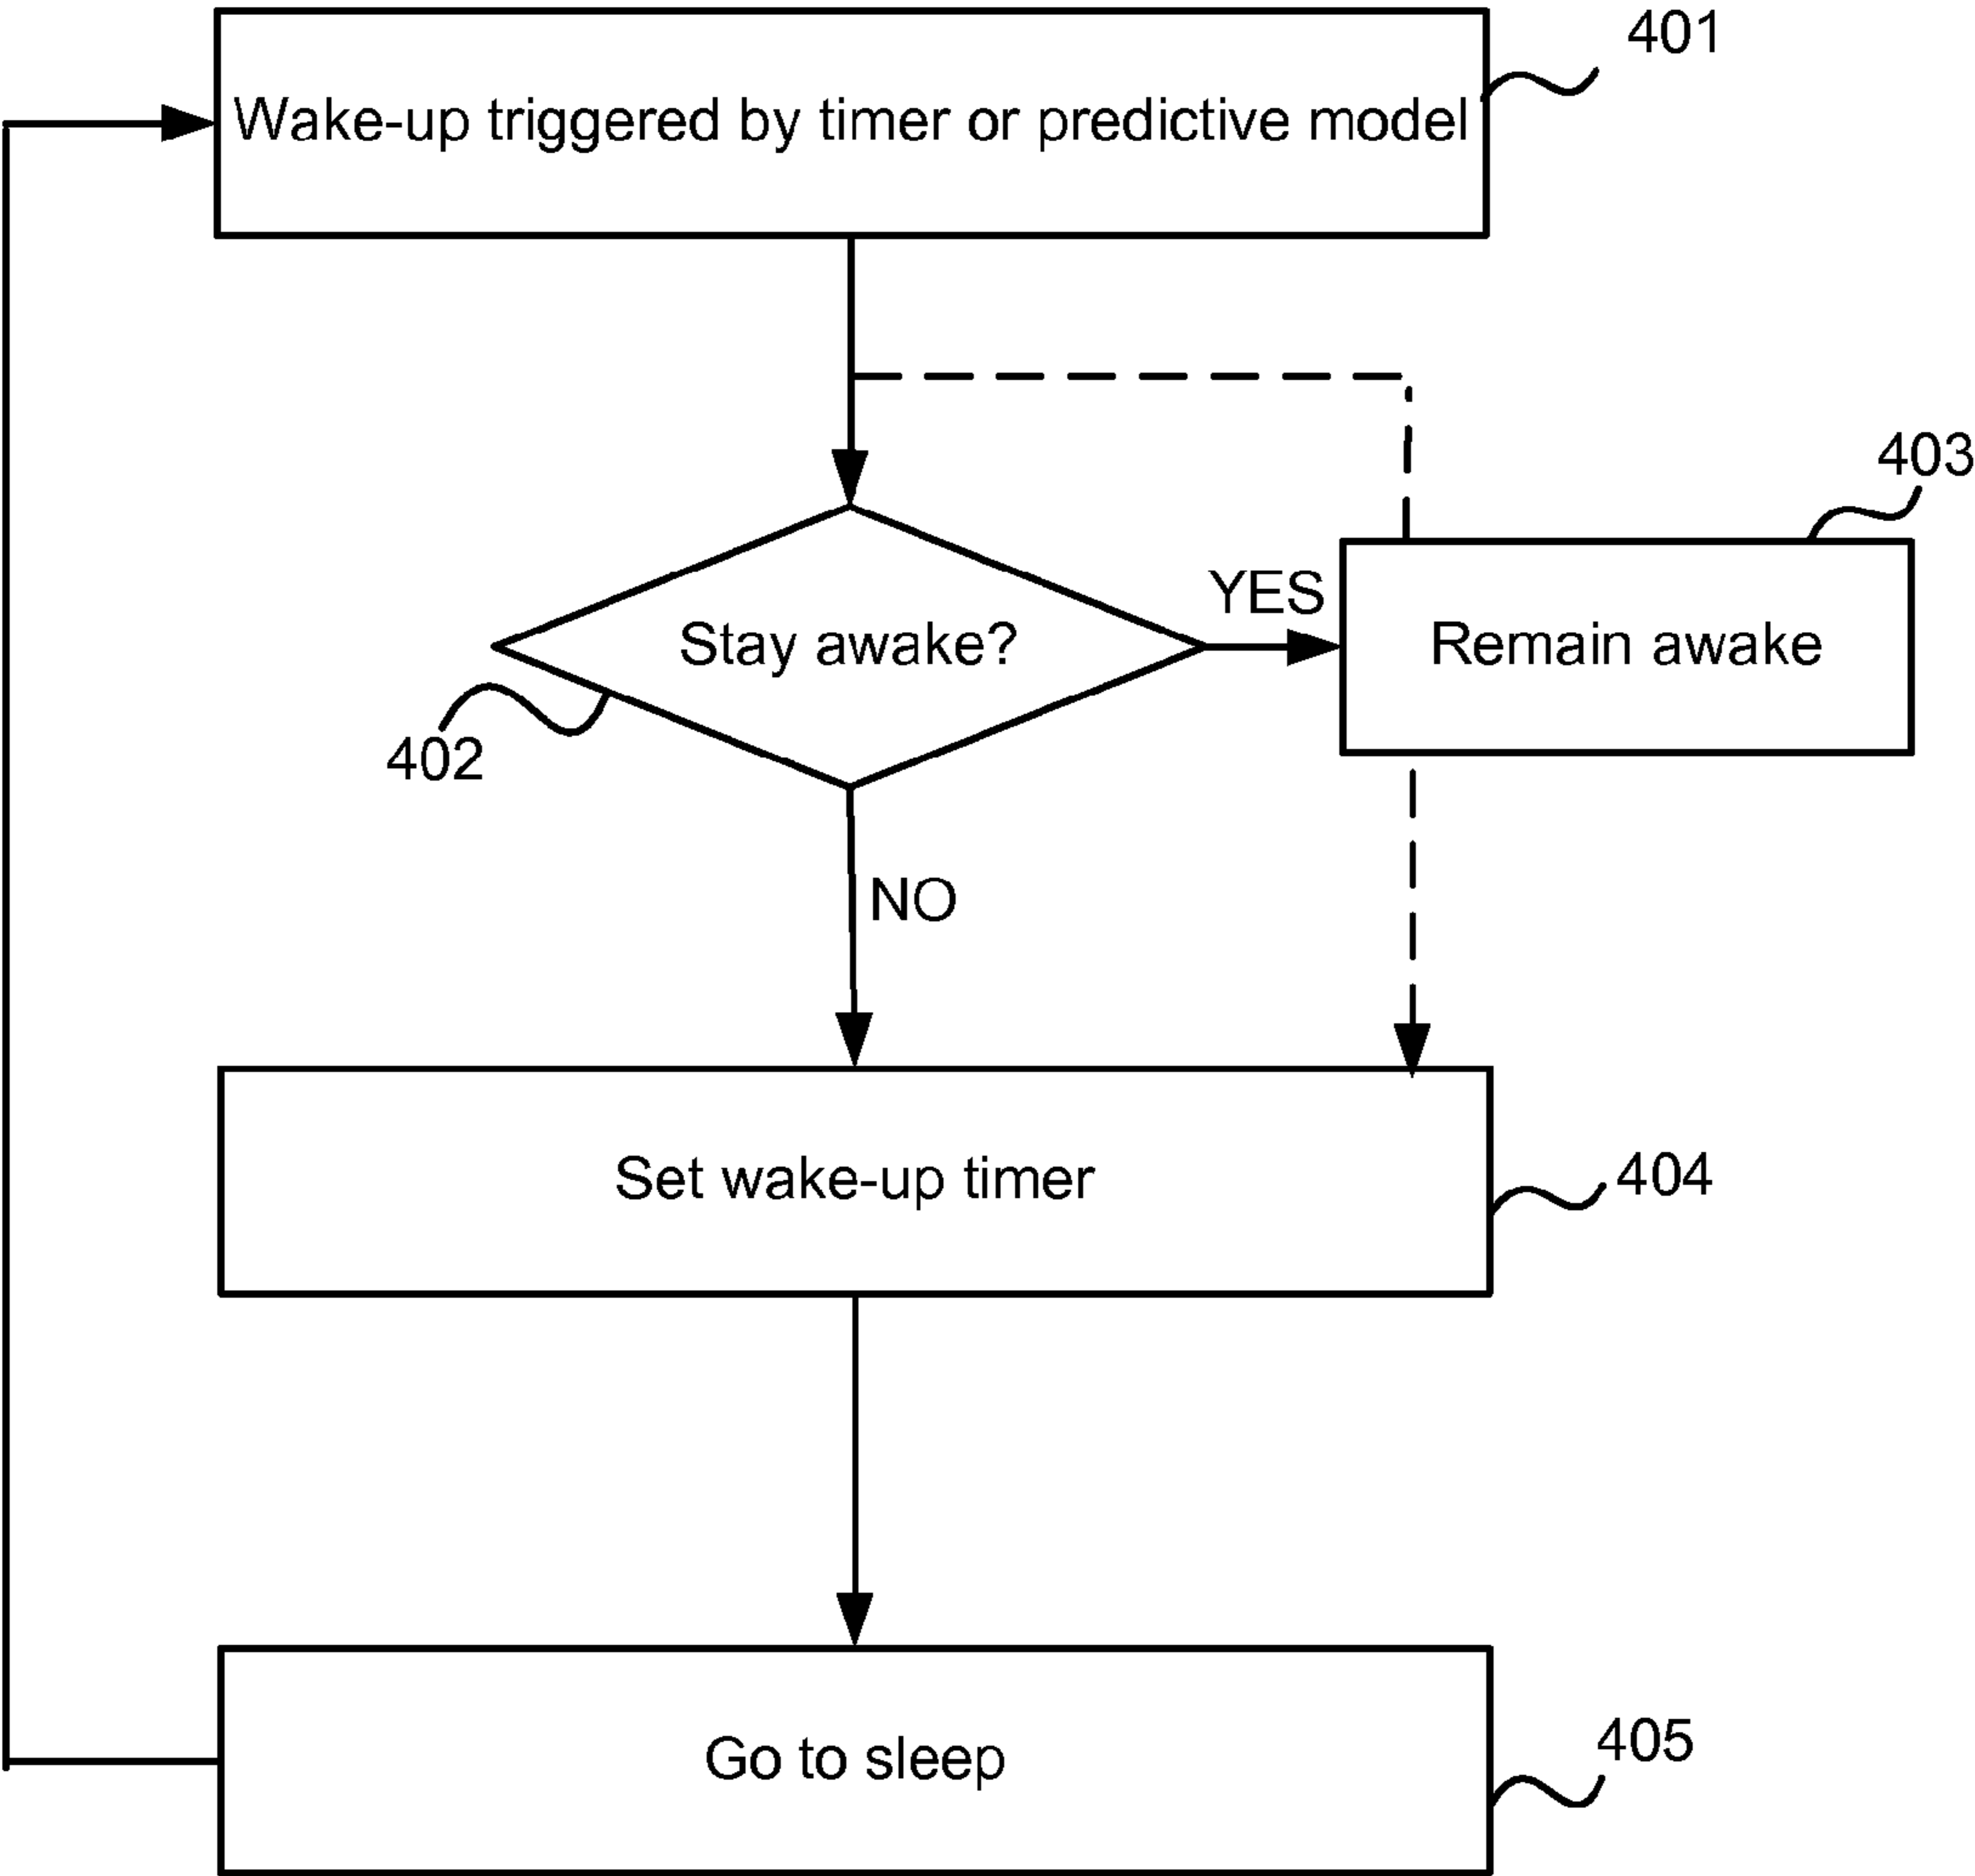 401
Wake-up triggered by timer or predictive model
403
YES
Stay awake?
Remain awake
402
NO
Set wake-up timer
404
Go to sleep
405